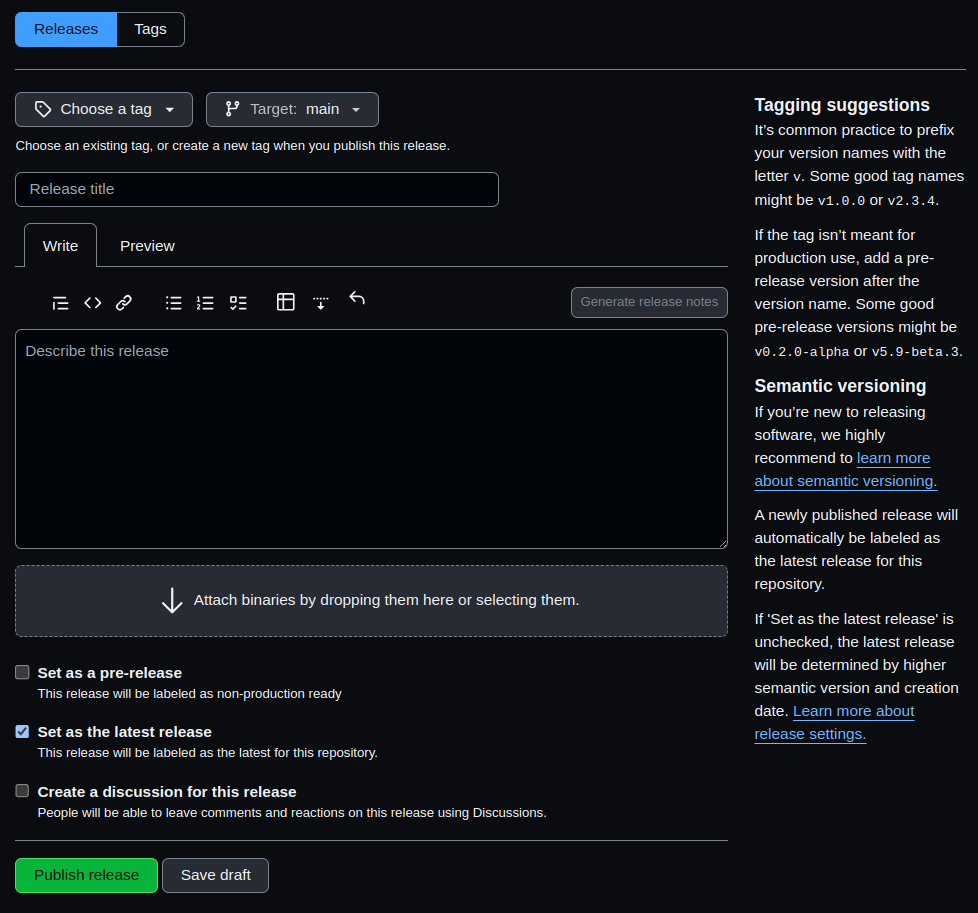 Releases
Tags
Choose a tag
Target: main
Choose an existing tag, or create a new tag when you publish this release.
Release title
Write
Preview
Generate release notes
Describe this release
Attach binaries by dropping them here or selecting them.
Set as a pre-release
This release will be labeled as non-production ready
Set as the latest release
This release will be labeled as the latest for this repository.
Create a discussion for this release
People will be able to leave comments and reactions on this release using Discussions.
Publish release
Save draft
Tagging suggestions
It’s common practice to prefix
your version names with the
letter v. Some good tag names
might be v1.0.0 or v2.3.4.
If the tag isn’t meant for
production use, add a pre-
release version after the
version name. Some good
pre-release versions might be
v0.2.0-alpha or v5.9-beta.3.
Semantic versioning
If you’re new to releasing
software, we highly
recommend to learn more
about semantic versioning.
A newly published release will
automatically be labeled as
the latest release for this
repository.
If 'Set as the latest release' is
unchecked, the latest release
will be determined by higher
semantic version and creation
date. Learn more about
release settings.